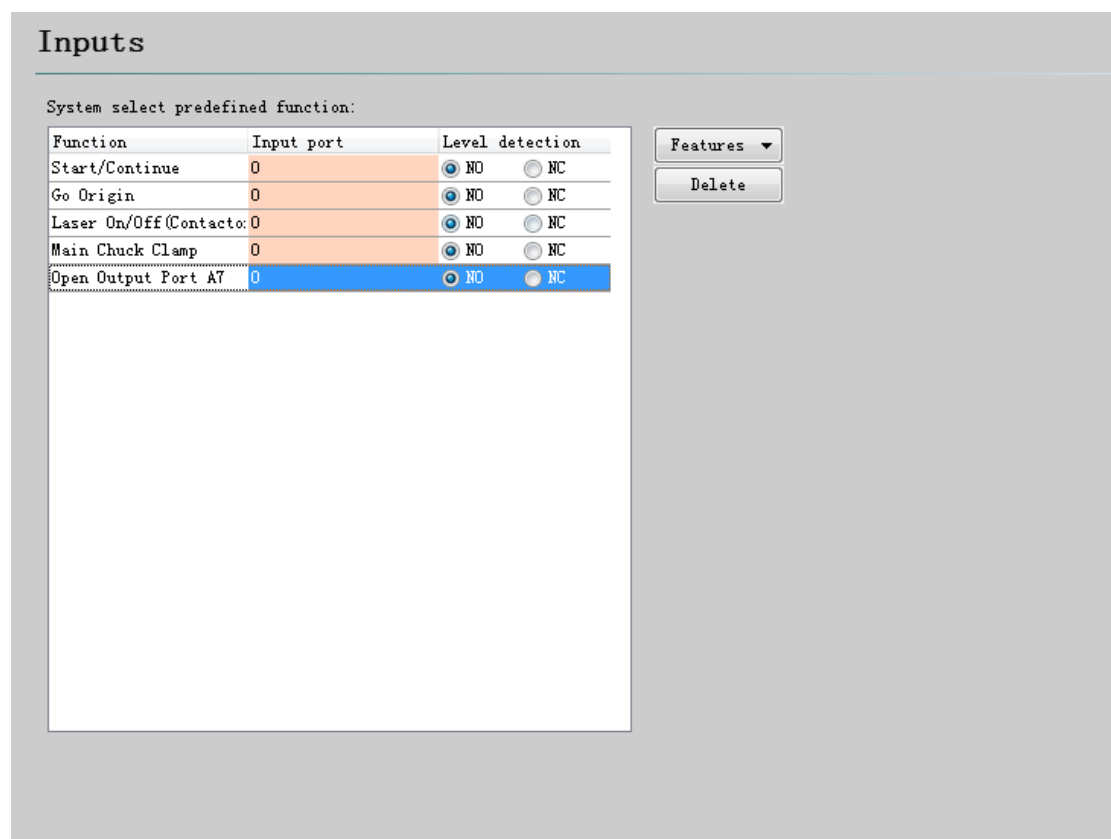 Inputs
System select predefined function:
Function Input port Level detection
Features
Start/Continue 0 NO NC
Delete
Go Origin 0 NO NC
Laser On/Off(Contacto: 0 NO NC
Main Chuck Clamp 0 NO NC
Open Output Port A7 0 NO NC